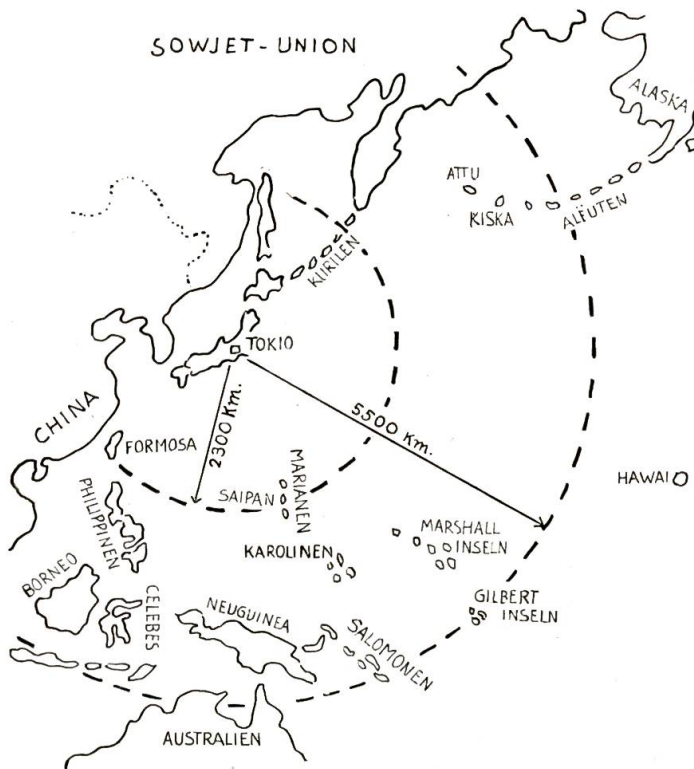 SOWJET-UNION
ALASKA
ATTU
KISKA
ALËUTEN
KURILEN
TOKIO
CHINA
2300 Km.
5500 Km.
FORMOSA
MARIANEN
SAIPAN
HAWAI
PHILIPPINEN
MARSHALL
INSELN
KAROLINEN
BORNEO
CELEBES
NEUGUINEA
GILBERT
INSELN
SALOMONEN
AUSTRALIEN